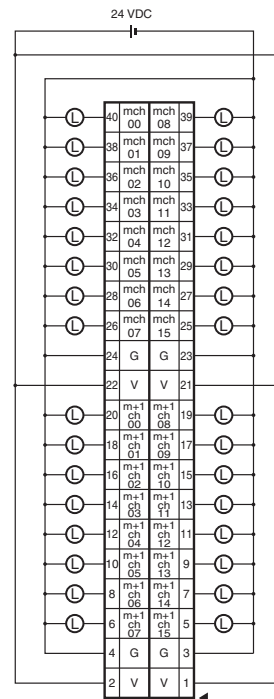 24 VDC
L 40 mch 00 mch 08 39 L
L 38 mch 01 mch 09 37 L
L 36 mch 02 mch 10 35 L
L 34 mch 03 mch 11 33 L
L 32 mch 04 mch 12 31 L
L 30 mch 05 mch 13 29 L
L 28 mch 06 mch 14 27 L
L 26 mch 07 mch 15 25 L
24 G G 23
22 V V 21
L 20 m+1 ch 00 m+1 ch 08 19 L
L 18 m+1 ch 01 m+1 ch 09 17 L
L 16 m+1 ch 02 m+1 ch 10 15 L
L 14 m+1 ch 03 m+1 ch 11 13 L
L 12 m+1 ch 04 m+1 ch 12 11 L
L 10 m+1 ch 05 m+1 ch 13 9 L
L 8 m+1 ch 06 m+1 ch 14 7 L
L 6 m+1 ch 07 m+1 ch 15 5 L
4 G G 3
2 V V 1